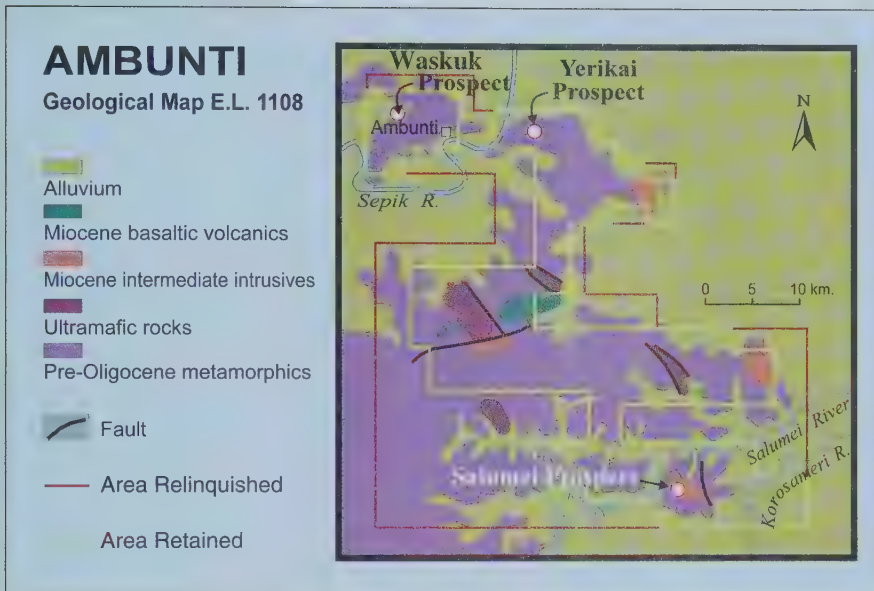 AMBUNTI
Geological Map E.L. 1108
Alluvium
Miocene basaltic volcanics
Miocene intermediate intrusives
Ultramafic rocks
Pre-Oligocene metamorphics
Fault
Area Relinquished
Area Retained
Waskuk
Prospect
Yerikai
Prospect
Ambunti
Sepik R.
N
0 5 10 km.
Salumei River
Korosameri R.
Salumei Prospect